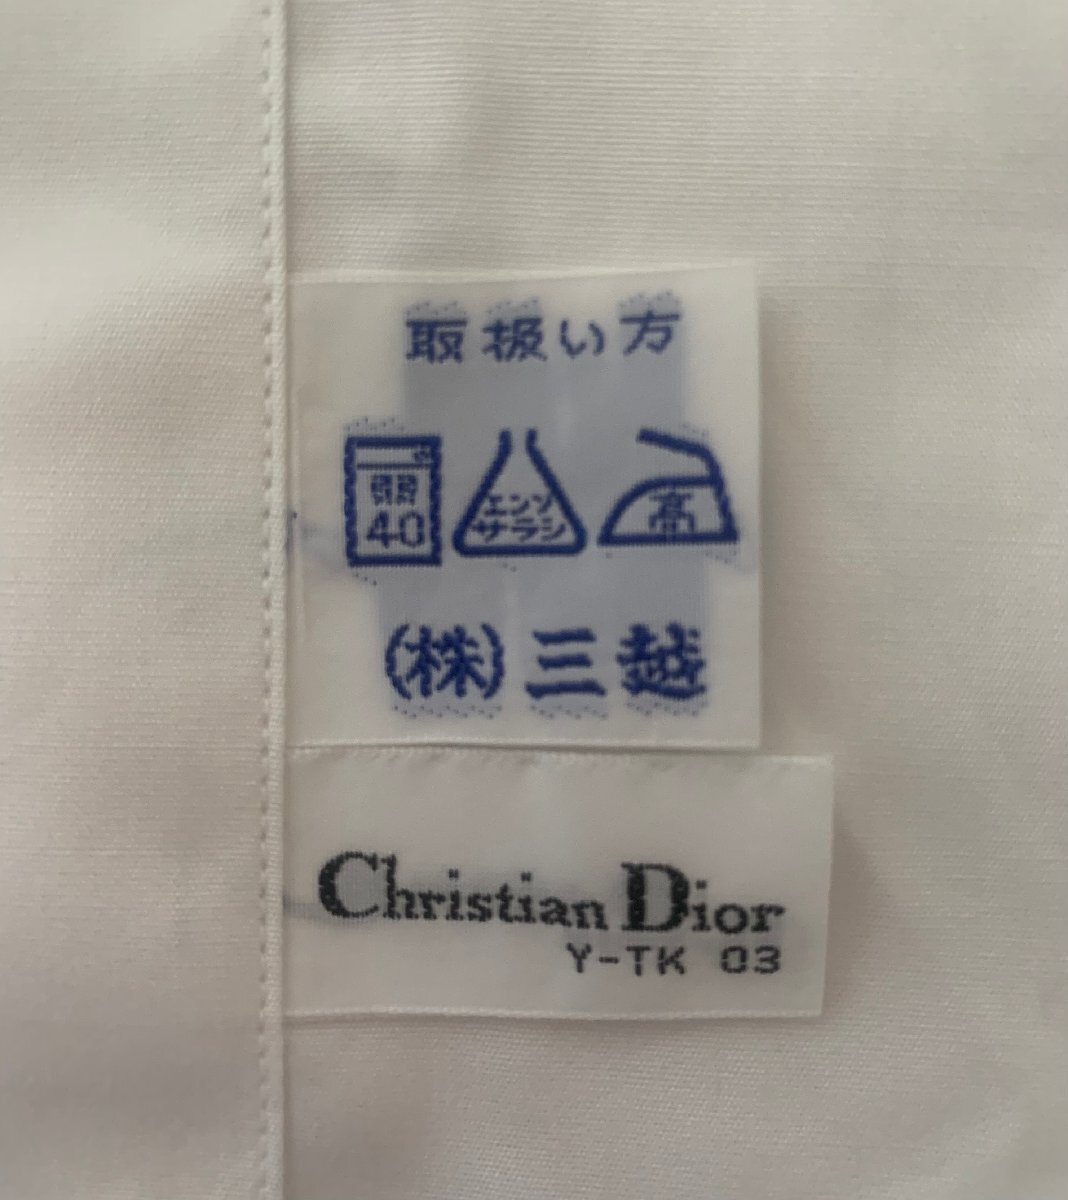 取扱い方
弱
40
エンソ
サラシ
高
(株)三越
Christian Dior
Y-TK 03